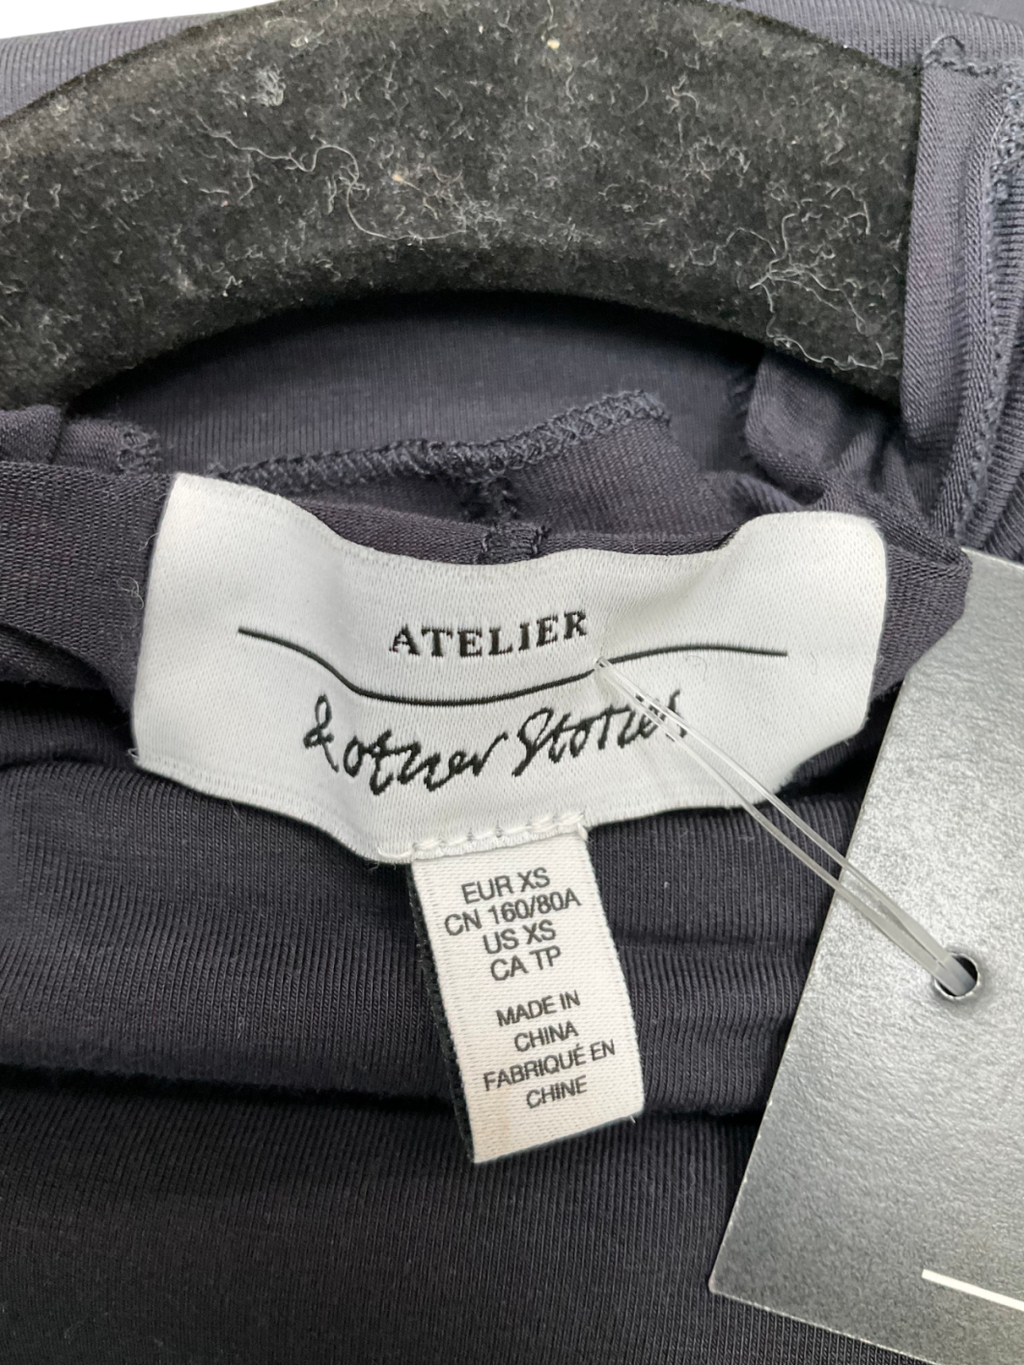 ATELIER
& other Stories
EUR XS
CN 160/80A
US XS
CA TP
MADE IN
CHINA
FABRIQUÉ EN
CHINE